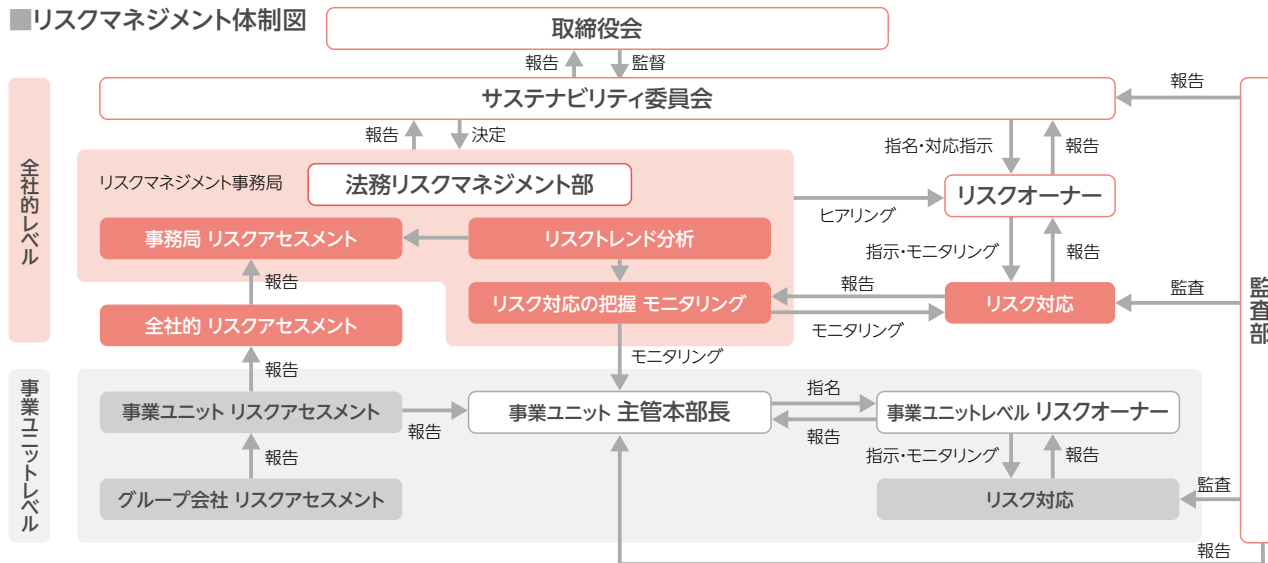 ■リスクマネジメント体制図
取締役会
報告
監督
サステナビリティ委員会
報告
報告
決定
指名・対応指示
報告
全社的レベル
リスクマネジメント事務局
法務リスクマネジメント部
リスクオーナー
ヒアリング
事務局 リスクアセスメント
リスクトレンド分析
指示・モニタリング
報告
報告
リスク対応の把握 モニタリング
報告
リスク対応
監査
監査部
全社的 リスクアセスメント
モニタリング
モニタリング
報告
事業ユニットレベル
事業ユニット リスクアセスメント
報告
事業ユニット 主管本部長
指名
報告
事業ユニットレベル リスクオーナー
報告
指示・モニタリング
報告
グループ会社 リスクアセスメント
リスク対応
監査
報告